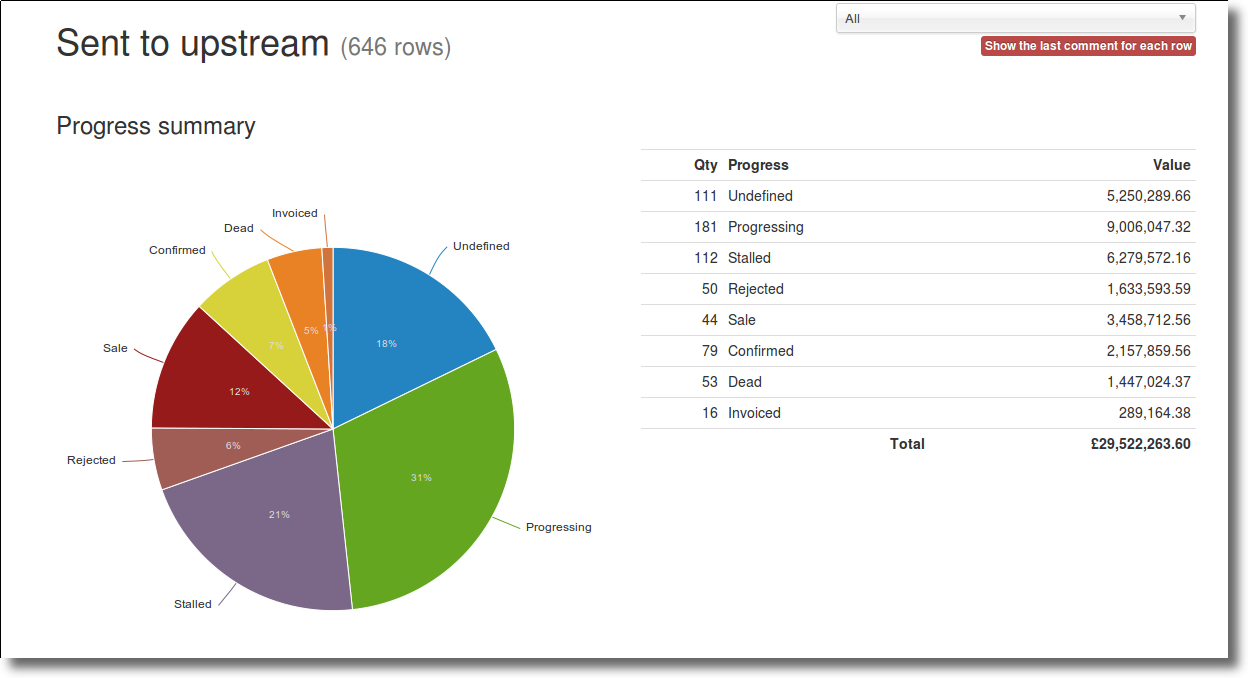 All
Sent to upstream (646 rows)
Show the last comment for each row
Progress summary
Qty Progress Value
111 Undefined 5,250,289.66
181 Progressing 9,006,047.32
112 Stalled 6,279,572.16
50 Rejected 1,633,593.59
44 Sale 3,458,712.56
79 Confirmed 2,157,859.56
53 Dead 1,447,024.37
16 Invoiced 289,164.38
Total £29,522,263.60
Invoiced
Dead
Undefined
Confirmed
5% 1%
7% 18%
Sale
12%
6%
Rejected
31%
21%
Progressing
Stalled